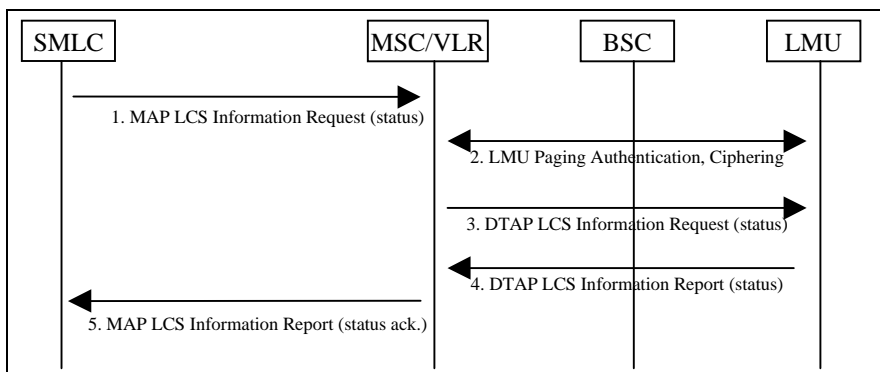 SMLC
MSC/VLR
BSC
LMU
1. MAP LCS Information Request (status)
2. LMU Paging Authentication, Ciphering
3. DTAP LCS Information Request (status)
4. DTAP LCS Information Report (status)
5. MAP LCS Information Report (status ack.)